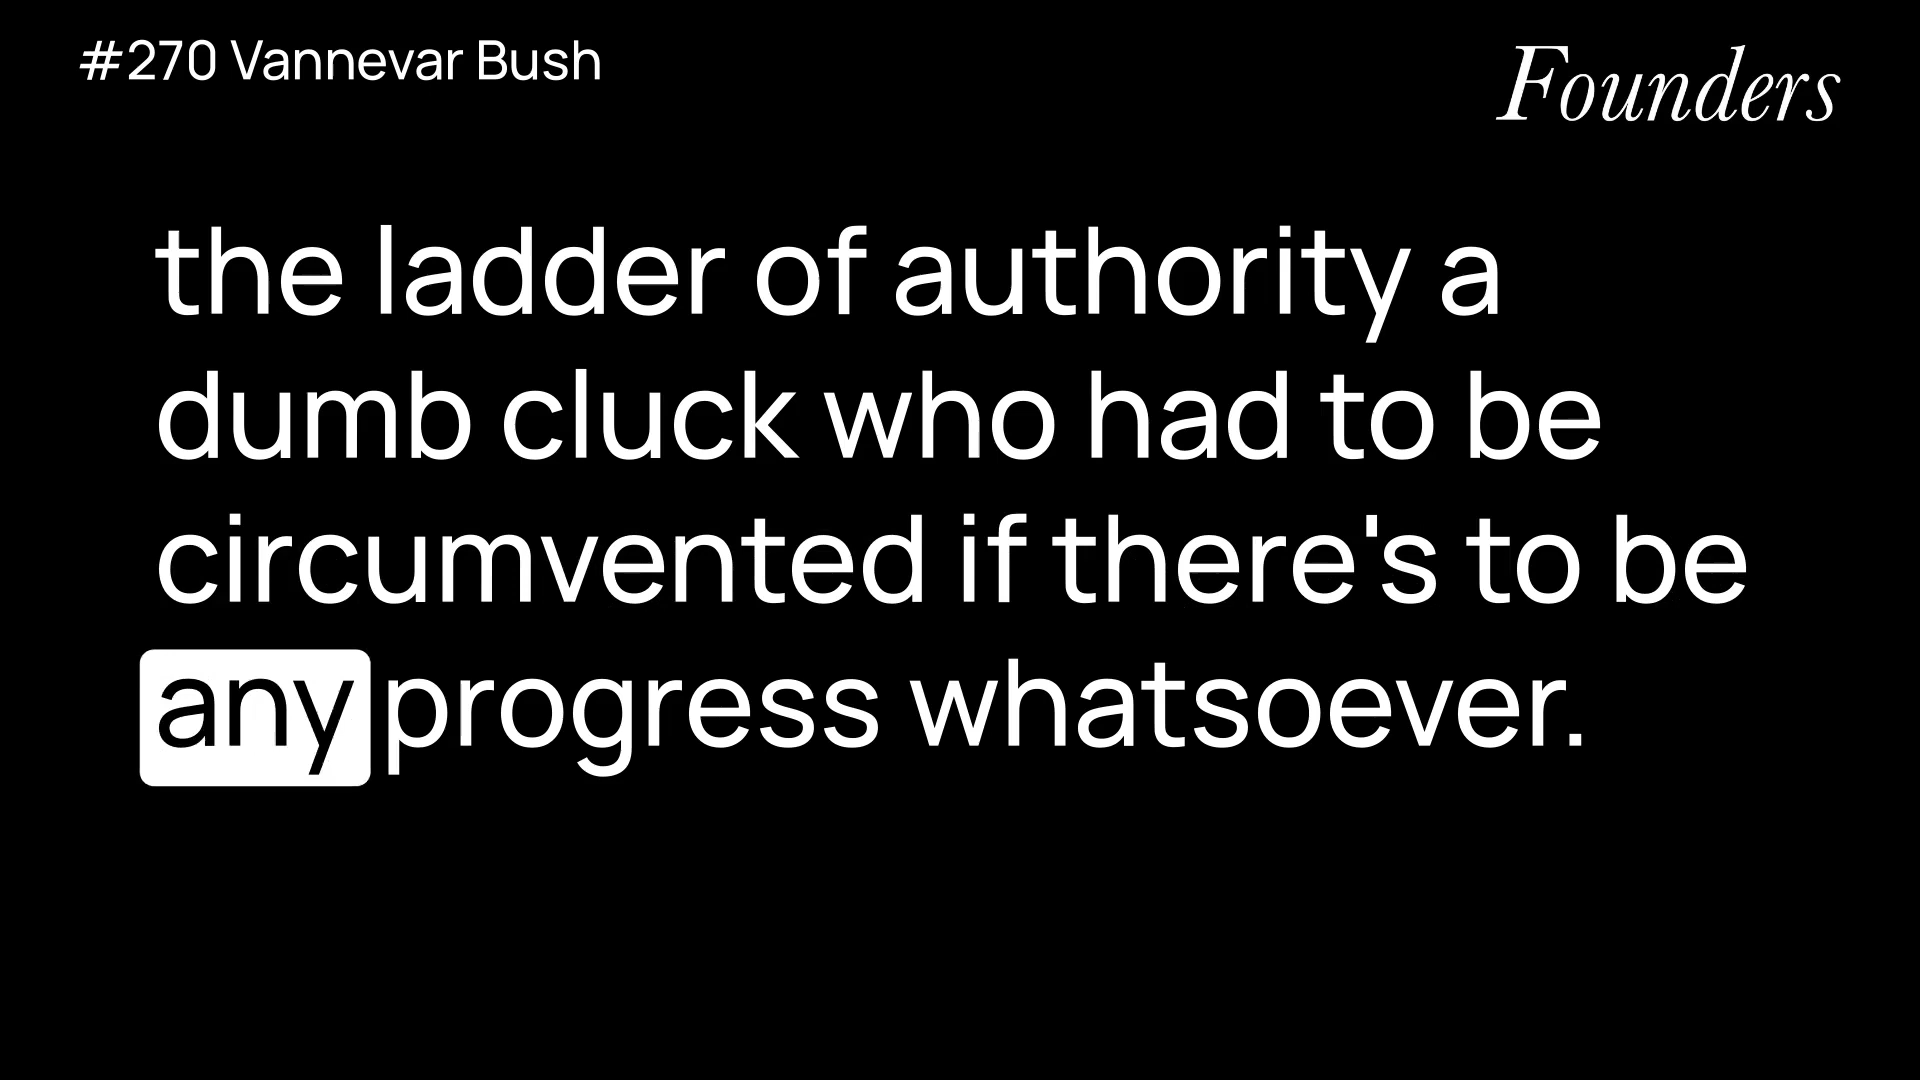 #270 Vannevar Bush
Founders
the ladder of authority a
dumb cluck who had to be
circumvented if there's to be
any progress whatsoever.